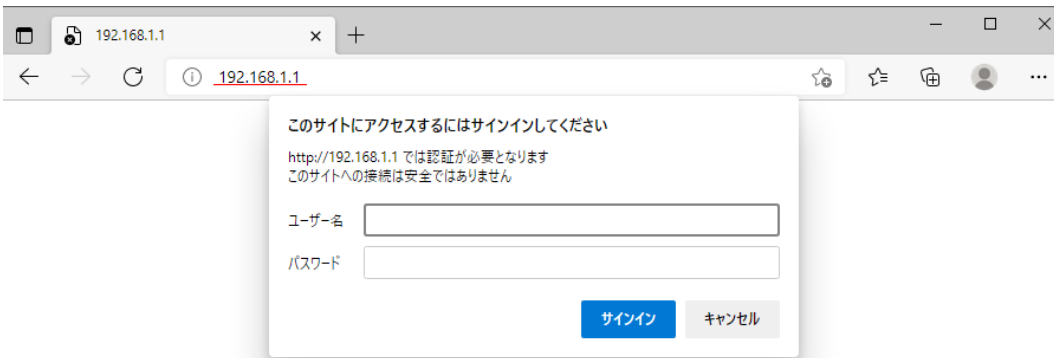 192.168.1.1
192.168.1.1
このサイトにアクセスするにはサインインしてください
http://192.168.1.1 では認証が必要となります
このサイトへの接続は安全ではありません
ユーザー名
パスワード
サインイン キャンセル